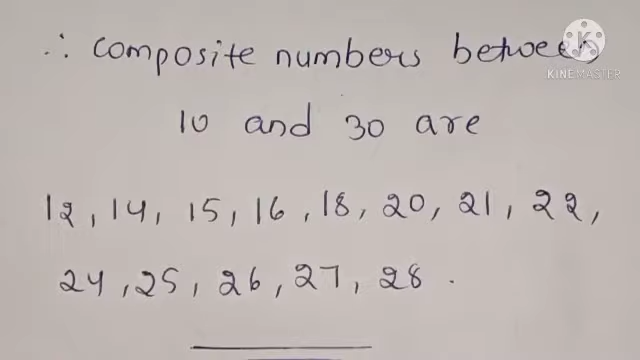 ∴ composite numbers between
KINEMASTER
10 and 30 are
12, 14, 15, 16, 18, 20, 21, 22,
24, 25, 26, 27, 28.